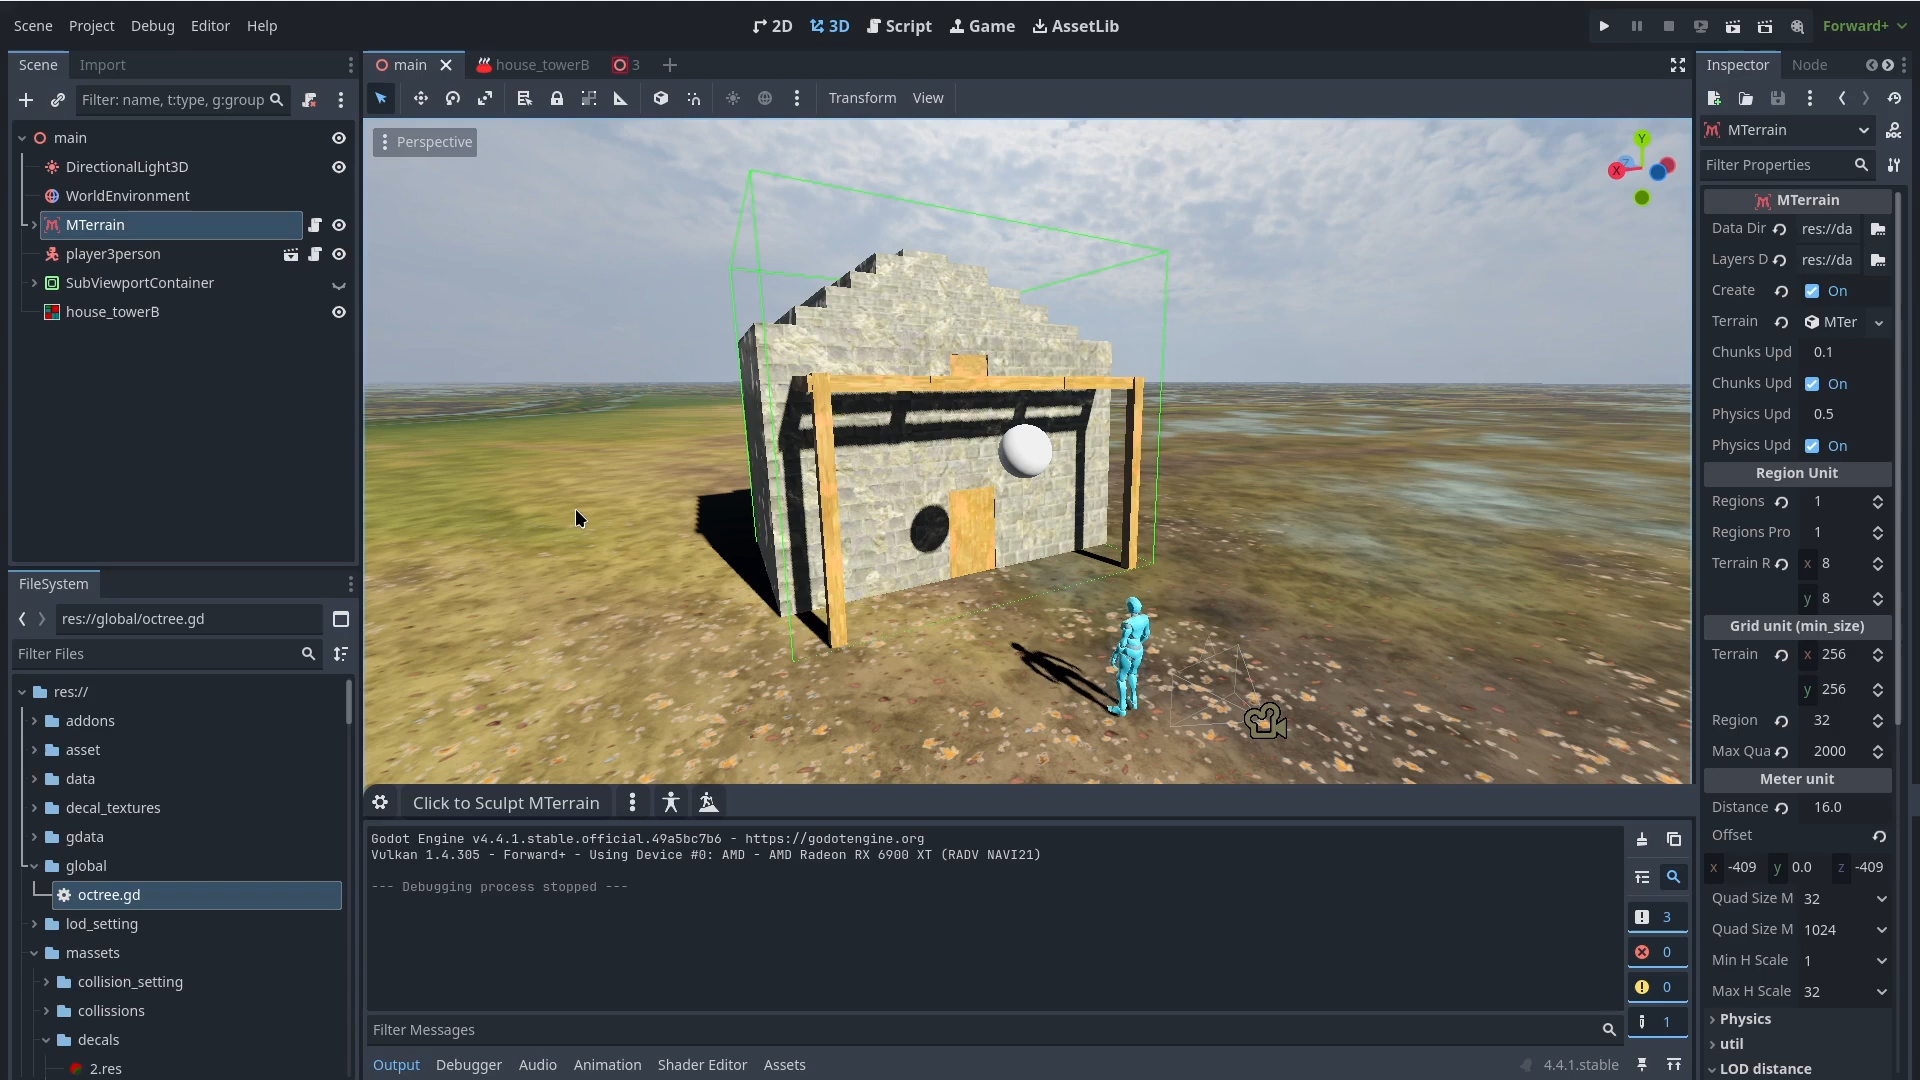 Scene Project Debug Editor Help
2D 3D Script Game AssetLib
Forward+
Scene Import
main house_towerB 3
Inspector Node
Filter: name, t:type, g:group
Transform View
main
DirectionalLight3D
WorldEnvironment
MTerrain
player3person
SubViewportContainer
house_towerB
Perspective
Y
X
Z
MTerrain
Filter Properties
MTerrain
Data Dir res://da
Layers D res://da
Create On
Terrain MTer
Chunks Upd 0.1
Chunks Upd On
Physics Upd 0.5
Physics Upd On
Region Unit
Regions 1
Regions Pro 1
Terrain R x 8
y 8
Grid unit (min_size)
Terrain x 256
y 256
Region 32
Max Qua 2000
Meter unit
Distance 16.0
Offset
x -409 y 0.0 z -409
Quad Size M 32
Quad Size M 1024
Min H Scale 1
Max H Scale 32
Physics
util
LOD distance
FileSystem
res://global/octree.gd
Filter Files
res://
addons
asset
data
decal_textures
gdata
global
octree.gd
lod_setting
massets
collision_setting
collissions
decals
2.res
Click to Sculpt MTerrain
Godot Engine v4.4.1.stable.official.49a5bc7b6 - https://godotengine.org
Vulkan 1.4.305 - Forward+ - Using Device #0: AMD - AMD Radeon RX 6900 XT (RADV NAVI21)
--- Debugging process stopped ---
3
0
0
1
Filter Messages
Output Debugger Audio Animation Shader Editor Assets
4.4.1.stable